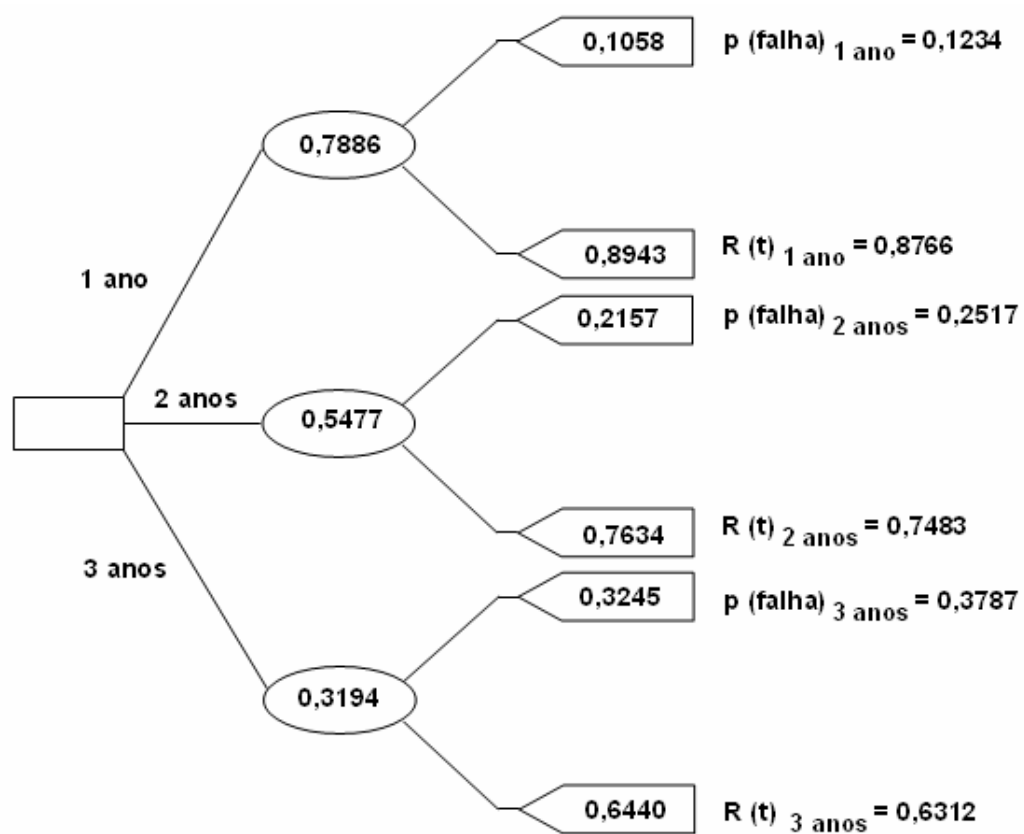 0,1058 p (falha) 1 ano = 0,1234
0,7886
0,8943 R (t) 1 ano = 0,8766
1 ano
0,2157 p (falha) 2 anos = 0,2517
2 anos
0,5477
0,7634 R (t) 2 anos = 0,7483
3 anos
0,3245 p (falha) 3 anos = 0,3787
0,3194
0,6440 R (t) 3 anos = 0,6312